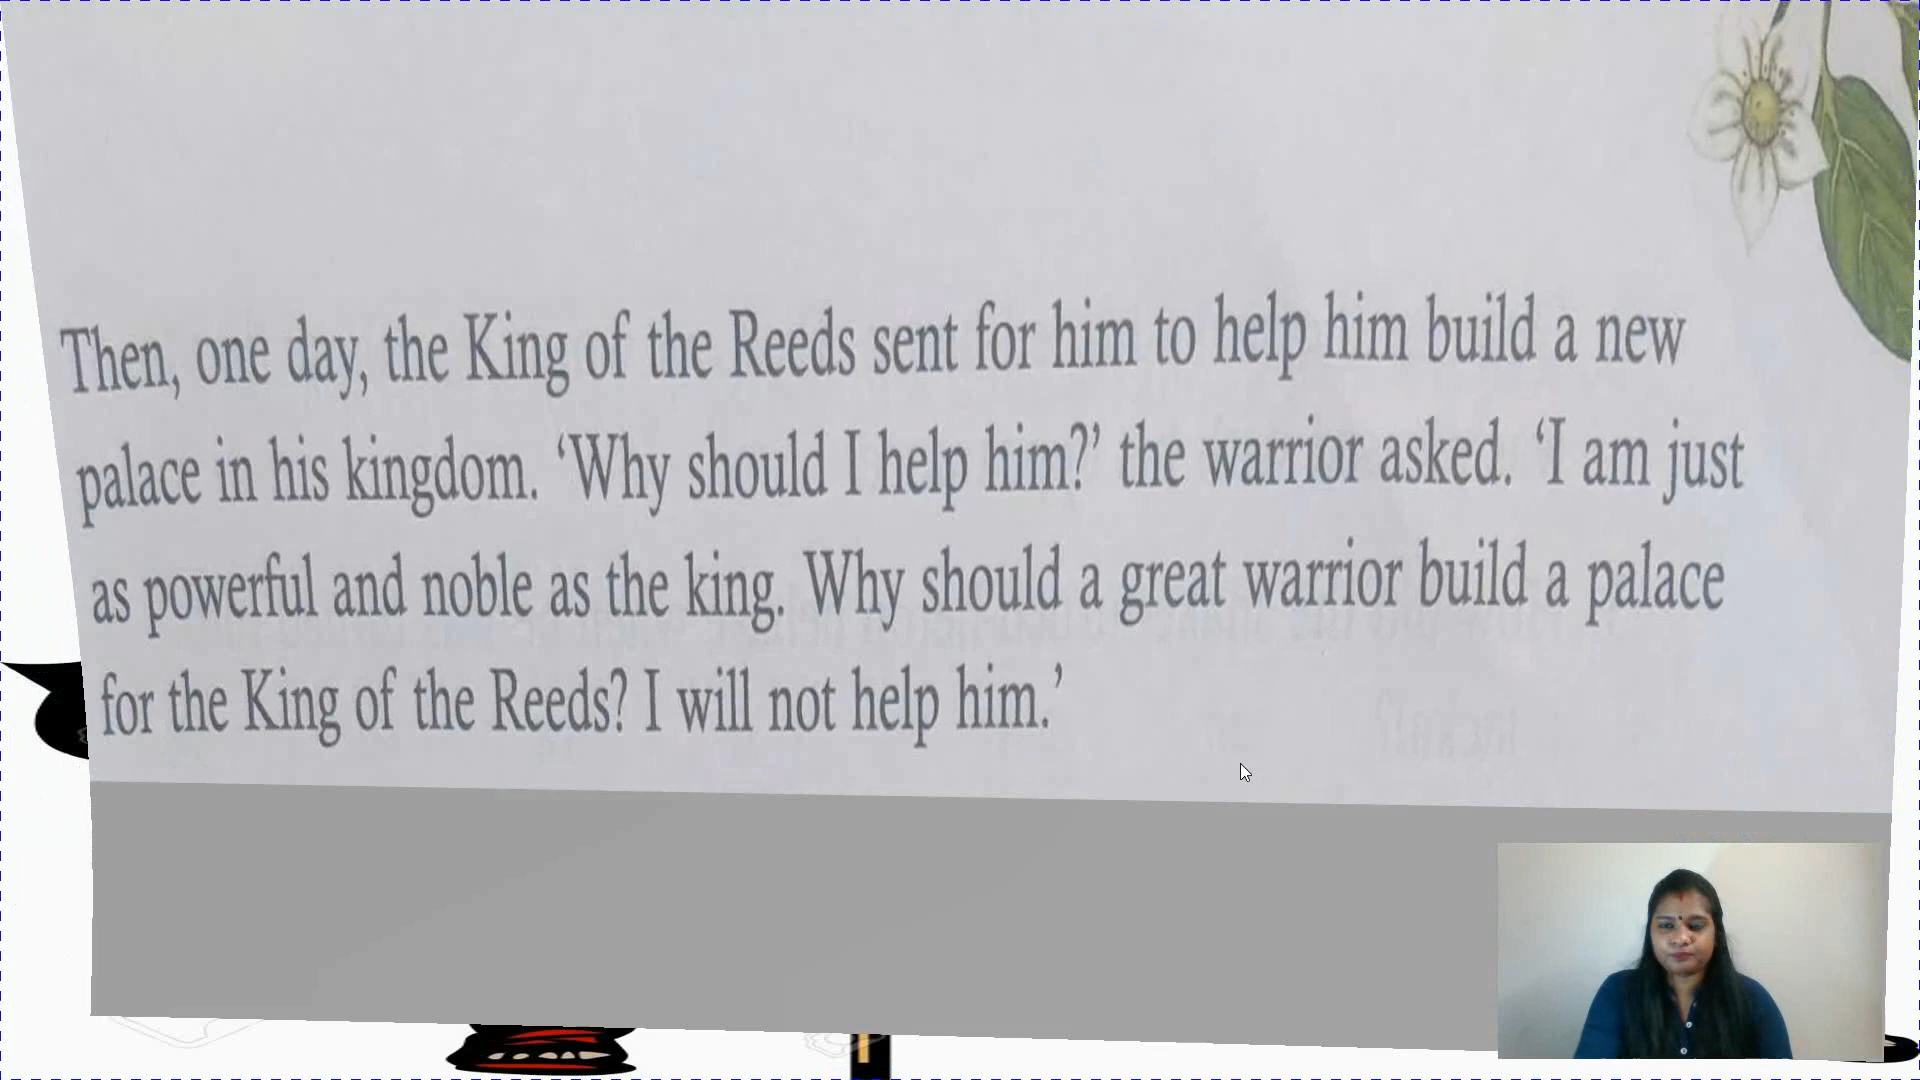 Then, one day, the King of the Reeds sent for him to help him build a new
palace in his kingdom. ‘Why should I help him?’ the warrior asked. ‘I am just
as powerful and noble as the king. Why should a great warrior build a palace
for the King of the Reeds? I will not help him.’